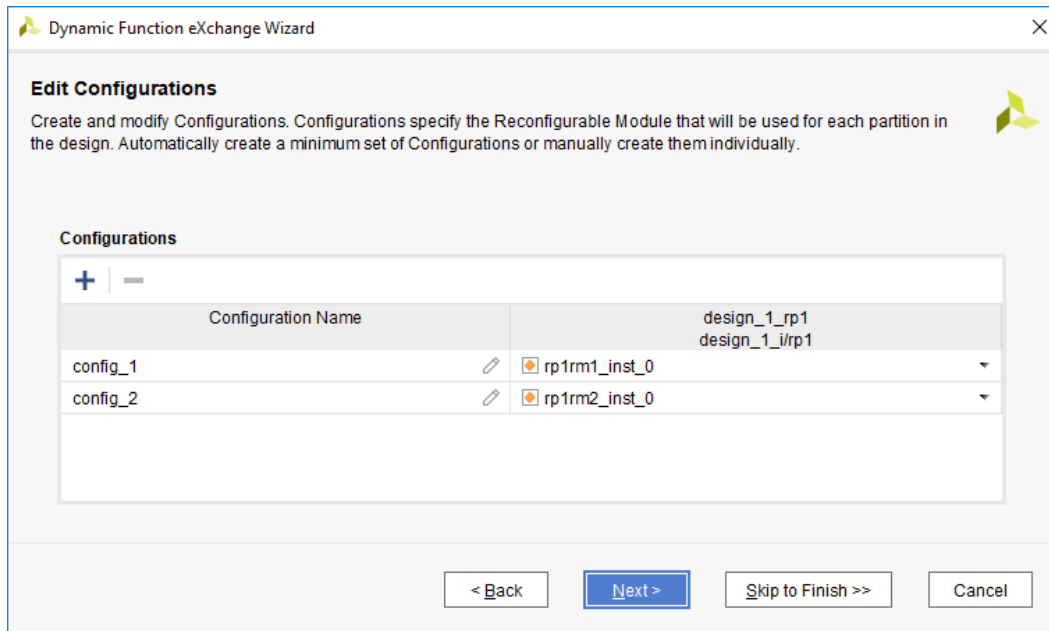 Dynamic Function eXchange Wizard
Edit Configurations
Create and modify Configurations. Configurations specify the Reconfigurable Module that will be used for each partition in
the design. Automatically create a minimum set of Configurations or manually create them individually.
Configurations
Configuration Name
design_1_rp1
design_1_i/rp1
config_1
rp1rm1_inst_0
config_2
rp1rm2_inst_0
< Back
Next >
Skip to Finish >>
Cancel